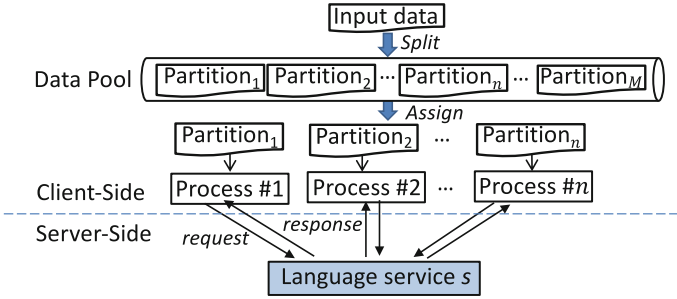 Input data
Split
Data Pool Partition1 Partition2 ... Partitionn ... PartitionM
Assign
Partition1 Partition2 ... Partitionn
Client-Side Process #1 Process #2 ... Process #n
Server-Side request response
Language service s